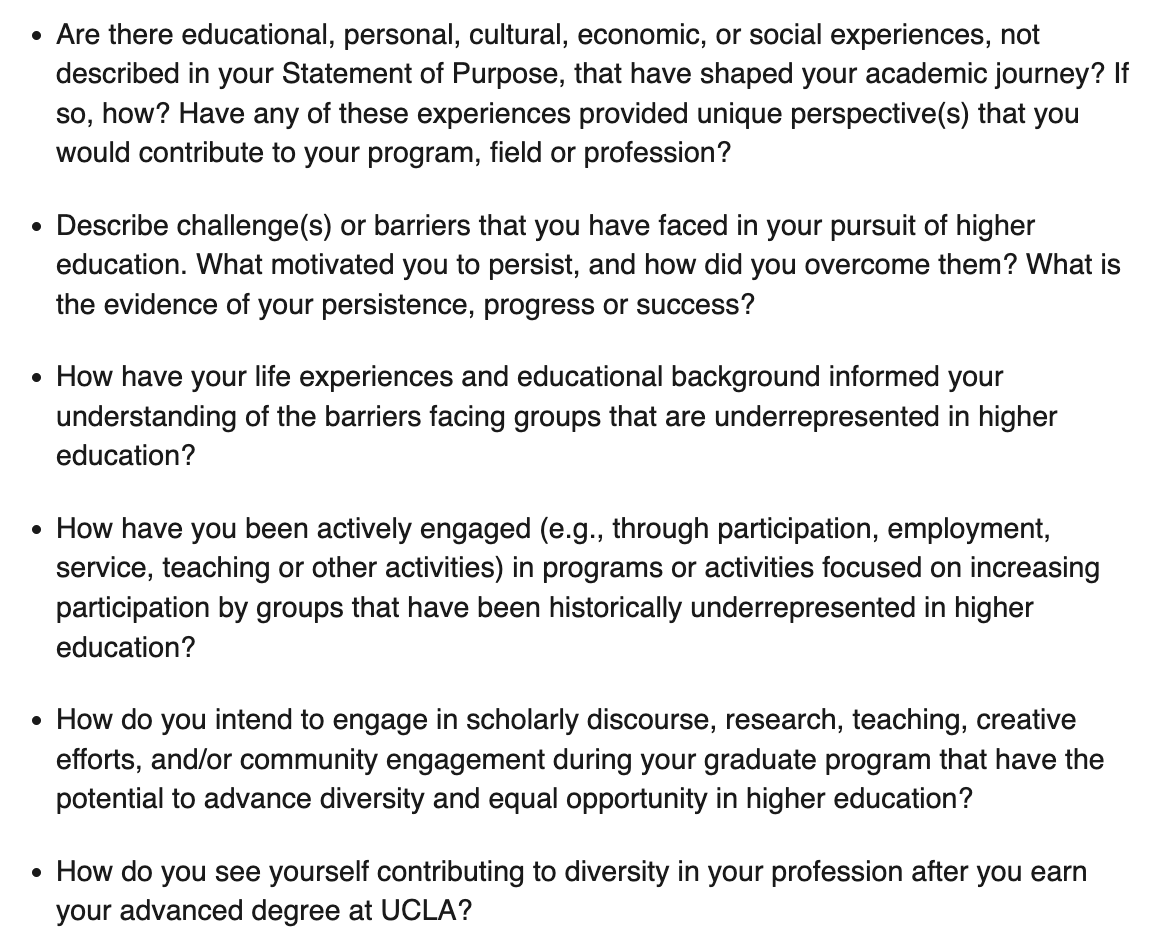 • Are there educational, personal, cultural, economic, or social experiences, not
described in your Statement of Purpose, that have shaped your academic journey? If
so, how? Have any of these experiences provided unique perspective(s) that you
would contribute to your program, field or profession?
• Describe challenge(s) or barriers that you have faced in your pursuit of higher
education. What motivated you to persist, and how did you overcome them? What is
the evidence of your persistence, progress or success?
• How have your life experiences and educational background informed your
understanding of the barriers facing groups that are underrepresented in higher
education?
• How have you been actively engaged (e.g., through participation, employment,
service, teaching or other activities) in programs or activities focused on increasing
participation by groups that have been historically underrepresented in higher
education?
• How do you intend to engage in scholarly discourse, research, teaching, creative
efforts, and/or community engagement during your graduate program that have the
potential to advance diversity and equal opportunity in higher education?
• How do you see yourself contributing to diversity in your profession after you earn
your advanced degree at UCLA?